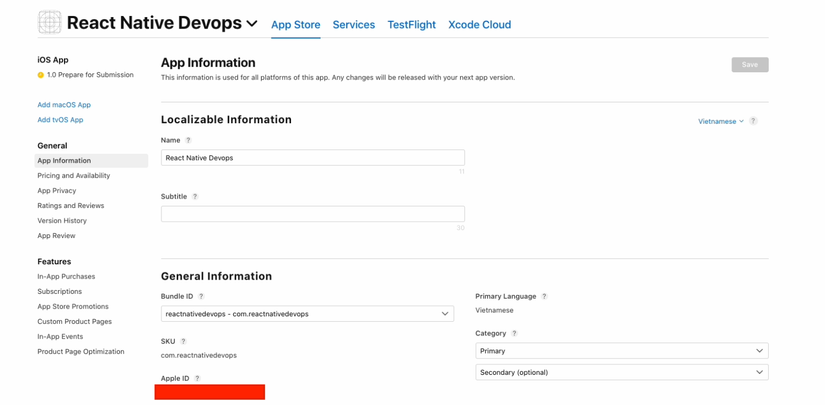 React Native Devops App Store Services TestFlight Xcode Cloud
iOS App
1.0 Prepare for Submission
Add macOS App
Add tvOS App
General
App Information
Pricing and Availability
App Privacy
Ratings and Reviews
Version History
App Review
Features
In-App Purchases
Subscriptions
App Store Promotions
Custom Product Pages
In-App Events
Product Page Optimization
App Information
Save
This information is used for all platforms of this app. Any changes will be released with your next app version.
Localizable Information
Vietnamese ?
Name ?
React Native Devops
11
Subtitle ?
30
General Information
Bundle ID ?
reactnativedevops - com.reactnativedevops
SKU ?
com.reactnativedevops
Apple ID ?
Primary Language ?
Vietnamese
Category ?
Primary
Secondary (optional)